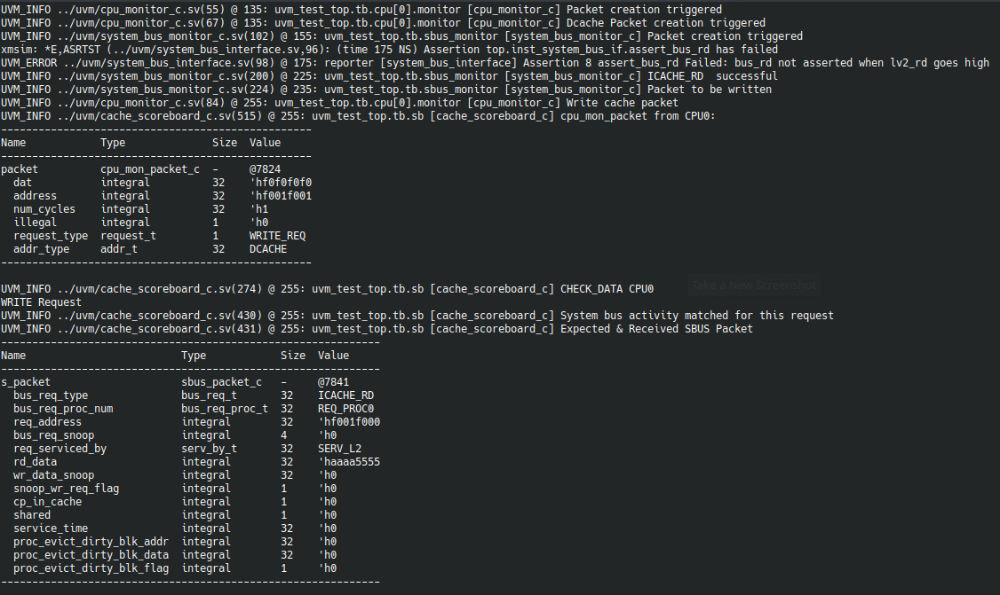 UVM_INFO ../uvm/cpu_monitor_c.sv(55) @ 135: uvm_test_top.tb.cpu[0].monitor [cpu_monitor_c] Packet creation triggered
UVM_INFO ../uvm/cpu_monitor_c.sv(67) @ 135: uvm_test_top.tb.cpu[0].monitor [cpu_monitor_c] Dcache Packet creation triggered
UVM_INFO ../uvm/system_bus_monitor_c.sv(102) @ 155: uvm_test_top.tb.sbus_monitor [system_bus_monitor_c] Packet creation triggered
xmsim: *E,ASRTST (../uvm/system_bus_interface.sv,96): (time 175 NS) Assertion top.inst_system_bus_if.assert_bus_rd has failed
UVM_ERROR ../uvm/system_bus_interface.sv(98) @ 175: reporter [system_bus_interface] Assertion 8 assert_bus_rd Failed: bus_rd not asserted when lv2_rd goes high
UVM_INFO ../uvm/system_bus_monitor_c.sv(200) @ 225: uvm_test_top.tb.sbus_monitor [system_bus_monitor_c] ICACHE_RD  successful
UVM_INFO ../uvm/system_bus_monitor_c.sv(224) @ 235: uvm_test_top.tb.sbus_monitor [system_bus_monitor_c] Packet to be written
UVM_INFO ../uvm/cpu_monitor_c.sv(84) @ 255: uvm_test_top.tb.cpu[0].monitor [cpu_monitor_c] Write cache packet
UVM_INFO ../uvm/cache_scoreboard_c.sv(515) @ 255: uvm_test_top.tb.sb [cache_scoreboard_c] cpu_mon_packet from CPU0:
--------------------------------------------------
Name            Type              Size  Value
--------------------------------------------------
packet          cpu_mon_packet_c  -     @7824
  dat           integral          32    'hf0f0f0f0
  address       integral          32    'hf001f001
  num_cycles    integral          32    'h1
  illegal       integral          1     'h0
  request_type  request_t         1     WRITE_REQ
  addr_type     addr_t            32    DCACHE
--------------------------------------------------
UVM_INFO ../uvm/cache_scoreboard_c.sv(274) @ 255: uvm_test_top.tb.sb [cache_scoreboard_c] CHECK_DATA CPU0
Take a New Screenshot
WRITE Request
UVM_INFO ../uvm/cache_scoreboard_c.sv(430) @ 255: uvm_test_top.tb.sb [cache_scoreboard_c] System bus activity matched for this request
UVM_INFO ../uvm/cache_scoreboard_c.sv(431) @ 255: uvm_test_top.tb.sb [cache_scoreboard_c] Expected & Received SBUS Packet
-------------------------------------------------------------
Name                         Type            Size  Value
-------------------------------------------------------------
s_packet                     sbus_packet_c   -     @7841
  bus_req_type               bus_req_t       32    ICACHE_RD
  bus_req_proc_num           bus_req_proc_t  32    REQ_PROC0
  req_address                integral        32    'hf001f000
  bus_req_snoop              integral        4     'h0
  req_serviced_by            serv_by_t       32    SERV_L2
  rd_data                    integral        32    'haaaa5555
  wr_data_snoop              integral        32    'h0
  snoop_wr_req_flag          integral        1     'h0
  cp_in_cache                integral        1     'h0
  shared                     integral        1     'h0
  service_time               integral        32    'h0
  proc_evict_dirty_blk_addr  integral        32    'h0
  proc_evict_dirty_blk_data  integral        32    'h0
  proc_evict_dirty_blk_flag  integral        1     'h0
-------------------------------------------------------------